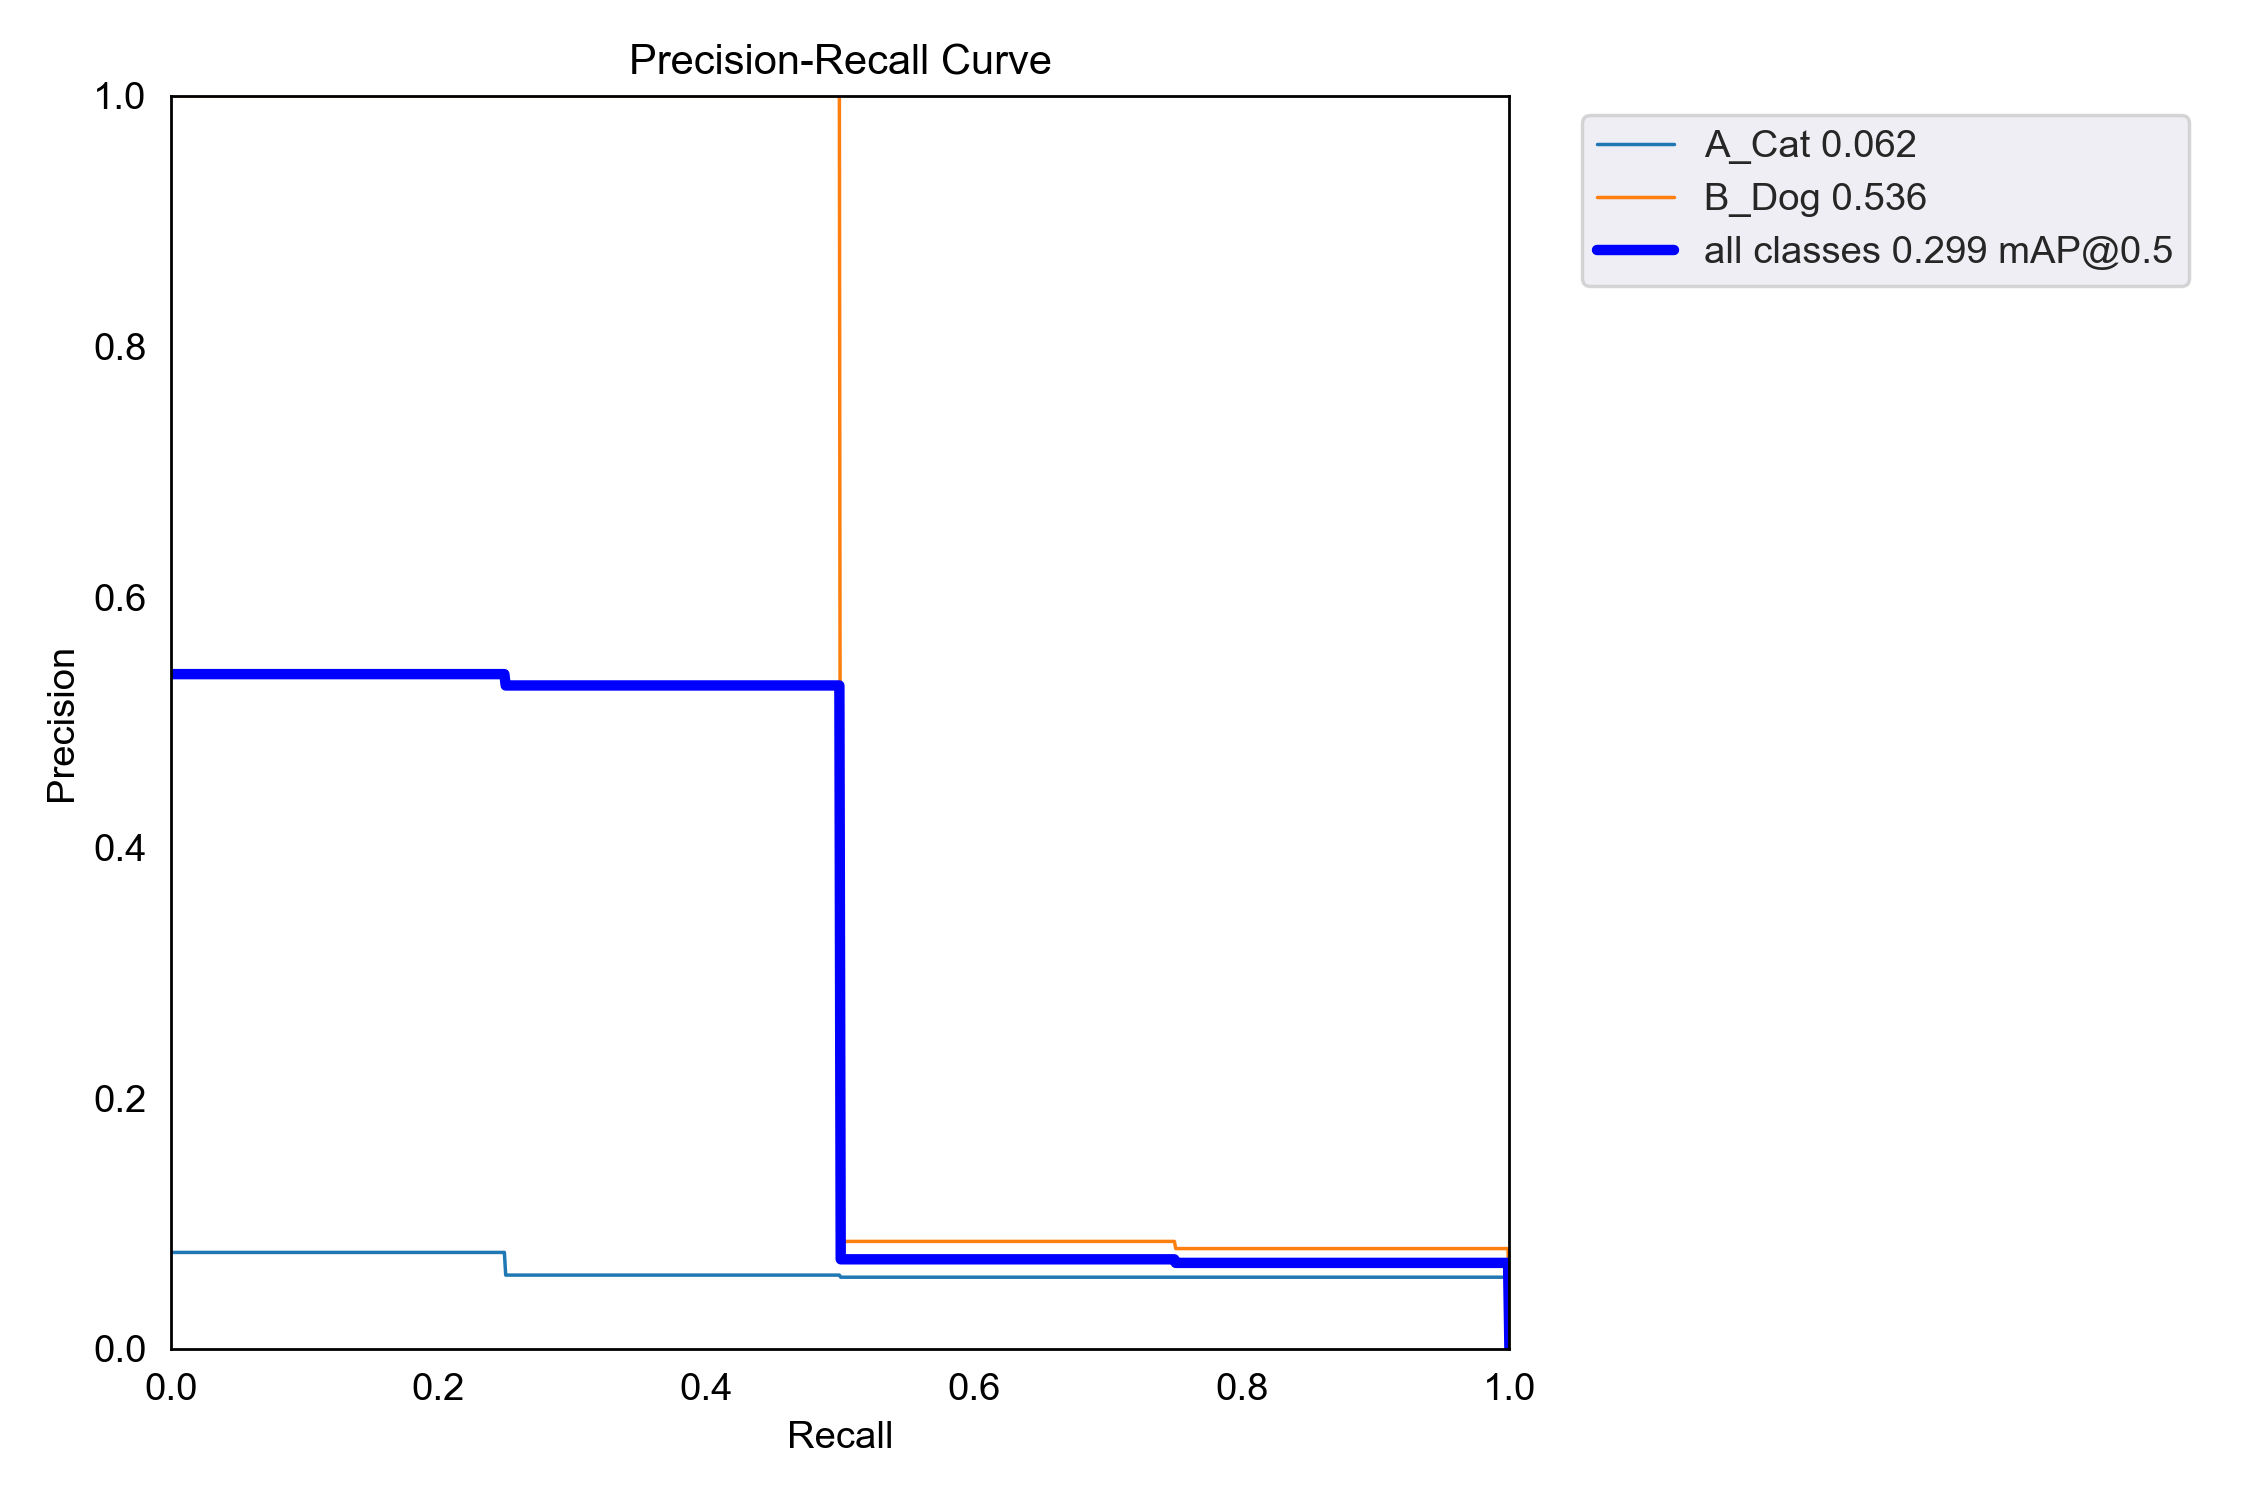 Precision-Recall Curve
A_Cat 0.062
B_Dog 0.536
all classes 0.299 mAP@0.5
Precision
1.0
0.8
0.6
0.4
0.2
0.0
0.0 0.2 0.4 0.6 0.8 1.0
Recall